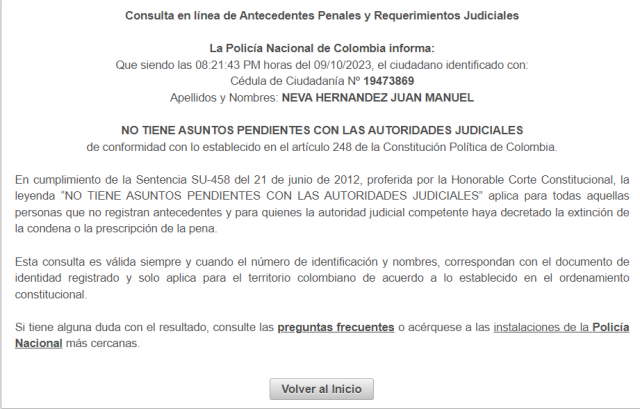 Consulta en línea de Antecedentes Penales y Requerimientos Judiciales
La Policía Nacional de Colombia informa:
Que siendo las 08:21:43 PM horas del 09/10/2023, el ciudadano identificado con:
Cédula de Ciudadanía Nº 19473869
Apellidos y Nombres: NEVA HERNANDEZ JUAN MANUEL
NO TIENE ASUNTOS PENDIENTES CON LAS AUTORIDADES JUDICIALES
de conformidad con lo establecido en el artículo 248 de la Constitución Política de Colombia.
En cumplimiento de la Sentencia SU-458 del 21 de junio de 2012, proferida por la Honorable Corte Constitucional, la
leyenda "NO TIENE ASUNTOS PENDIENTES CON LAS AUTORIDADES JUDICIALES" aplica para todas aquellas
personas que no registran antecedentes y para quienes la autoridad judicial competente haya decretado la extinción de
la condena o la prescripción de la pena.
Esta consulta es válida siempre y cuando el número de identificación y nombres, correspondan con el documento de
identidad registrado y solo aplica para el territorio colombiano de acuerdo a lo establecido en el ordenamiento
constitucional.
Si tiene alguna duda con el resultado, consulte las preguntas frecuentes o acérquese a las instalaciones de la Policía
Nacional más cercanas.
Volver al Inicio